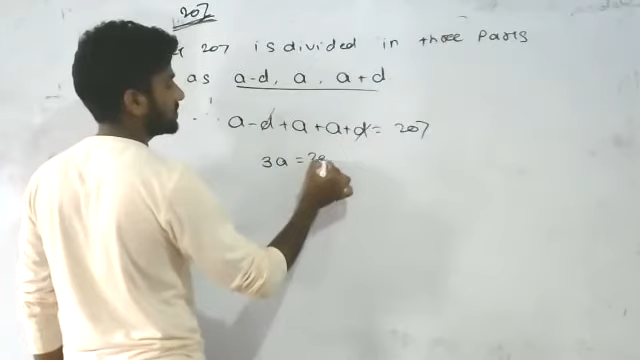 207
207 is divided in three parts
as a-d, a, a+d
∴ a-d+a+a+d = 207
3a = 20